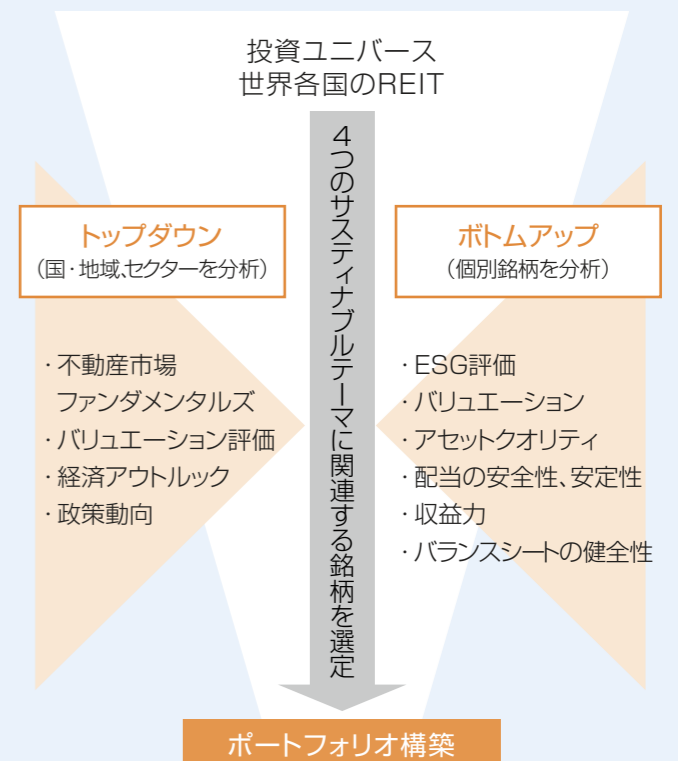 投資ユニバース
世界各国のREIT
4つのサスティナブルテーマに関連する銘柄を選定
トップダウン
（国・地域、セクターを分析）
・不動産市場
ファンダメンタルズ
・バリュエーション評価
・経済アウトルック
・政策動向
ボトムアップ
（個別銘柄を分析）
・ESG評価
・バリュエーション
・アセットクオリティ
・配当の安全性、安定性
・収益力
・バランスシートの健全性
ポートフォリオ構築